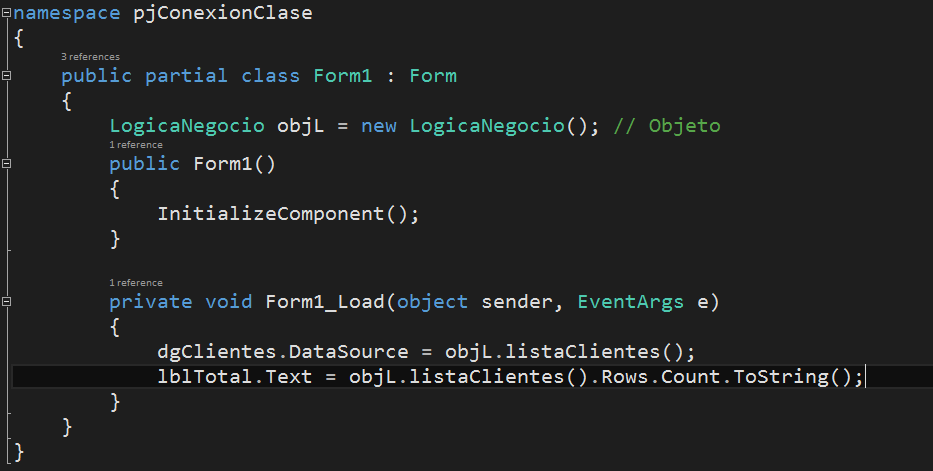 namespace pjConexionClase
{
3 references
public partial class Form1 : Form
{
LogicaNegocio objL = new LogicaNegocio(); // Objeto
1 reference
public Form1()
{
InitializeComponent();
}
1 reference
private void Form1_Load(object sender, EventArgs e)
{
dgClientes.DataSource = objL.listaClientes();
lblTotal.Text = objL.listaClientes().Rows.Count.ToString();
}
}
}